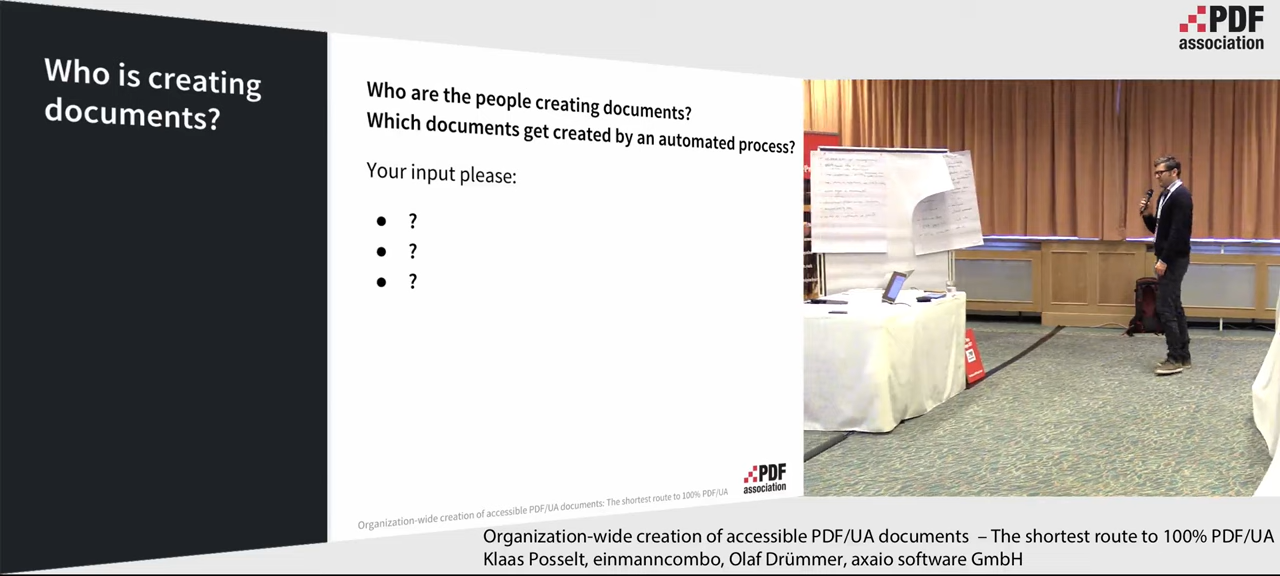 Who is creating
documents?
Who are the people creating documents?
Which documents get created by an automated process?
Your input please:
● ?
● ?
● ?
Organization-wide creation of accessible PDF/UA documents: The shortest route to 100% PDF/UA
PDF
association
PDF
association
Organization-wide creation of accessible PDF/UA documents – The shortest route to 100% PDF/UA
Klaas Posselt, einmanncombo, Olaf Drümmer, axaio software GmbH